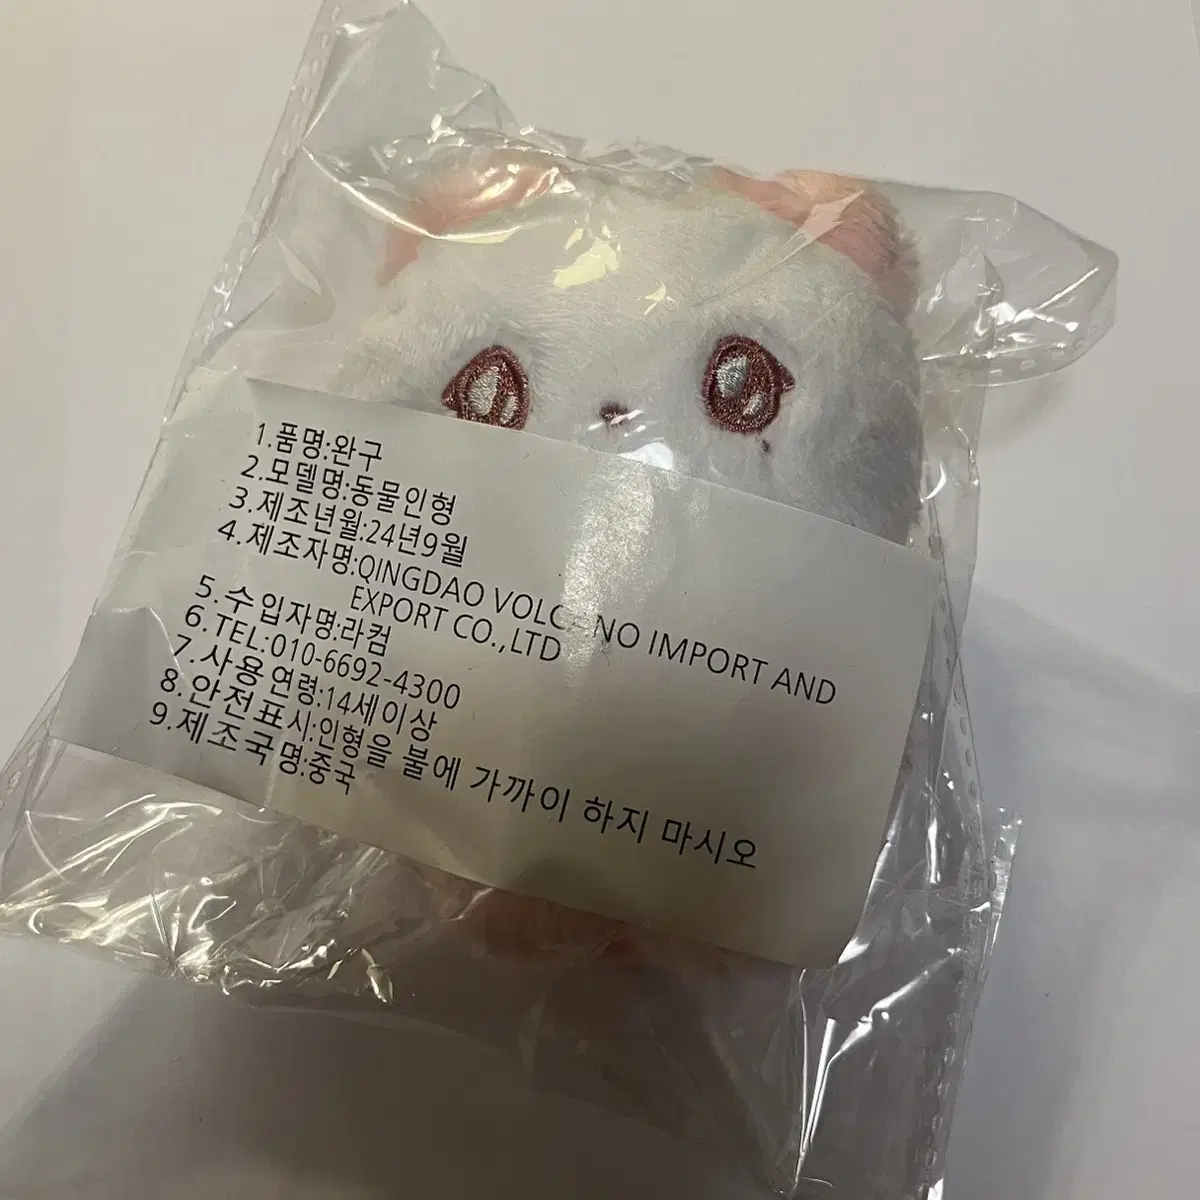 1.품명:완구
2.모델명:동물인형
3.제조년월:24년9월
4.제조자명:QINGDAO VOLCANO IMPORT AND
EXPORT CO.,LTD
5.수입자명:라컴
6.TEL:010-6692-4300
7.사용연령:14세이상
8.안전표시:인형을 불에 가까이 하지 마시오
9.제조국명:중국